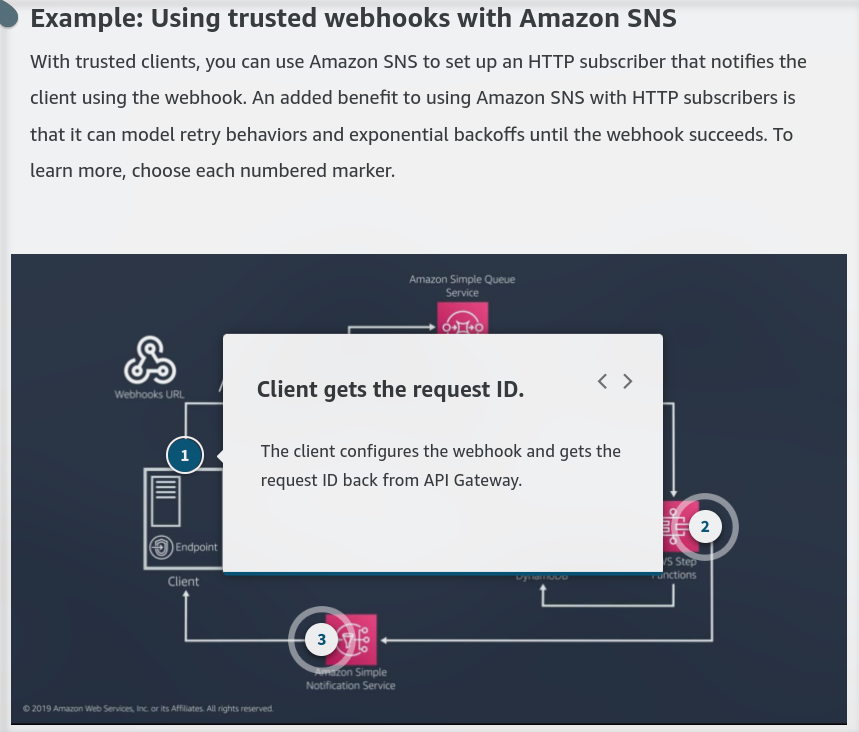 Example: Using trusted webhooks with Amazon SNS
With trusted clients, you can use Amazon SNS to set up an HTTP subscriber that notifies the
client using the webhook. An added benefit to using Amazon SNS with HTTP subscribers is
that it can model retry behaviors and exponential backoffs until the webhook succeeds. To
learn more, choose each numbered marker.
Amazon Simple Queue
Service
Webhooks URL
Client gets the request ID.
The client configures the webhook and gets the
request ID back from API Gateway.
1
2
Endpoint
Client
DynamoDB
Step
Functions
3
Amazon Simple
Notification Service
© 2019 Amazon Web Services, Inc. or its Affiliates. All rights reserved.